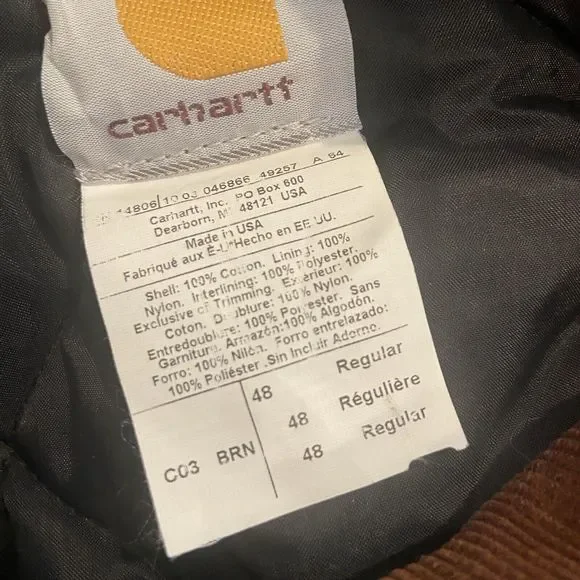 carhartt
14806/10 03 046866 49257 A 64
Carhartt, Inc. PO Box 600
Dearborn, MI 48121 USA
Made in USA
Fabriqué aux É-U*Hecho en EE UU.
Shell: 100% Cotton. Lining: 100%
Nylon. Interlining: 100% Polyester.
Exclusive of Trimming. Exterieur: 100%
Coton. Doublure: 100% Nylon.
Entredoublure: 100% Polyester. Sans
Garniture. Armazón:100% Algodón.
Forro: 100% Nilón. Forro entrelazado:
100% Poliéster .Sin Incluir Adorno.
48 Regular
48 Régulière
C03 BRN 48 Regular